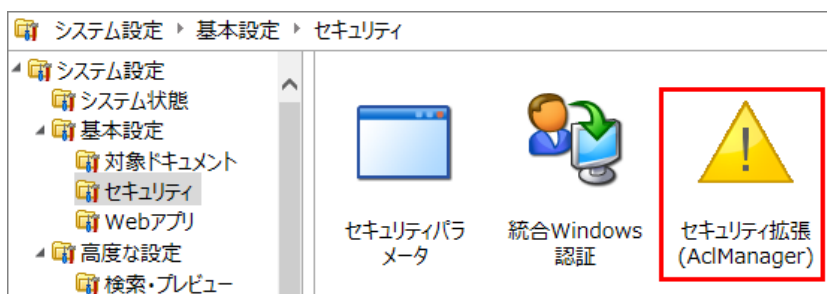 システム設定 ▸ 基本設定 ▸ セキュリティ
システム設定
システム状態
基本設定
対象ドキュメント
セキュリティ
Webアプリ
高度な設定
検索・プレビュー
セキュリティパラ
メータ
統合Windows
認証
セキュリティ拡張
(AclManager)